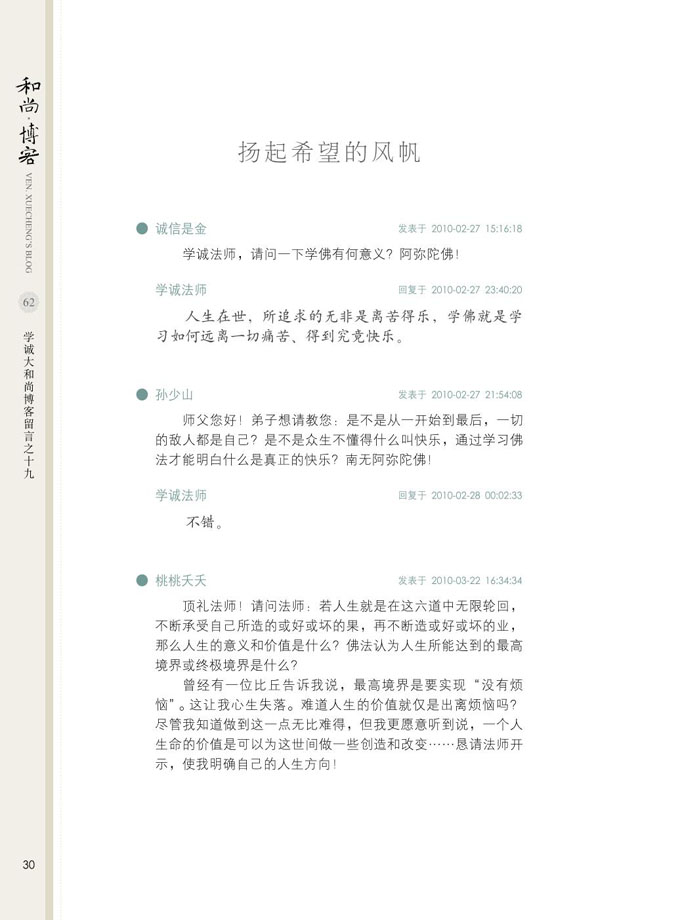 和尚·博客
VEN. XUECHENG'S BLOG
62
学诚大和尚博客留言之十九
扬起希望的风帆
诚信是金 发表于 2010-02-27 15:16:18
学诚法师，请问一下学佛有何意义？阿弥陀佛！
学诚法师 回复于 2010-02-27 23:40:20
人生在世，所追求的无非是离苦得乐，学佛就是学
习如何远离一切痛苦、得到究竟快乐。
孙少山 发表于 2010-02-27 21:54:08
师父您好！弟子想请教您：是不是从一开始到最后，一切
的敌人都是自己？是不是众生不懂得什么叫快乐，通过学习佛
法才能明白什么是真正的快乐？南无阿弥陀佛！
学诚法师 回复于 2010-02-28 00:02:33
不错。
桃桃夭夭 发表于 2010-03-22 16:34:34
顶礼法师！请问法师：若人生就是在这六道中无限轮回，
不断承受自己所造的或好或坏的果，再不断造或好或坏的业，
那么人生的意义和价值是什么？佛法认为人生所能达到的最高
境界或终极境界是什么？
曾经有一位比丘告诉我说，最高境界是要实现“没有烦
恼”。这让我心生失落。难道人生的价值就仅是出离烦恼吗？
尽管我知道做到这一点无比难得，但我更愿意听到说，一个人
生命的价值是可以为这世间做一些创造和改变……恳请法师开
示，使我明确自己的人生方向！
30